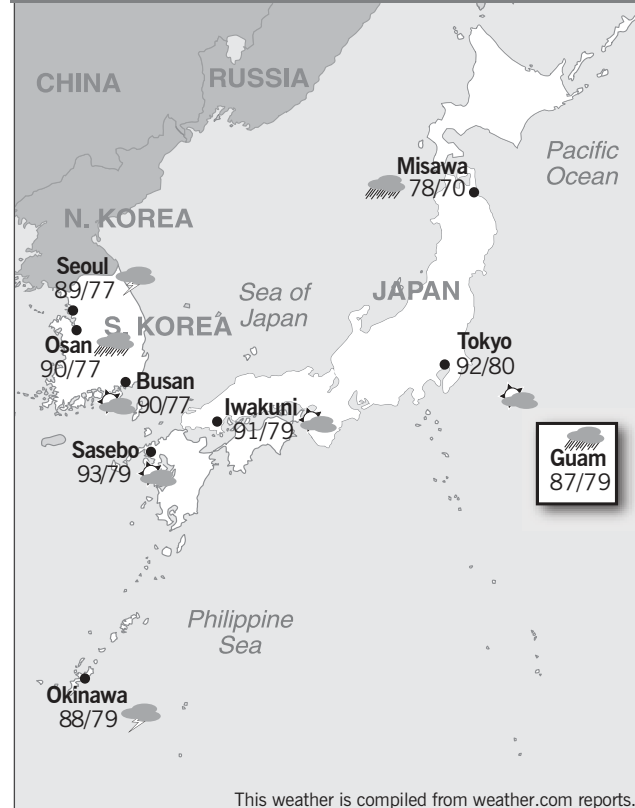 CHINA
RUSSIA
Pacific
Ocean
Misawa
78/70
N. KOREA
Seoul
89/77
Sea of
Japan
JAPAN
S. KOREA
Osan
90/77
Tokyo
92/80
Busan
90/77
Iwakuni
91/79
Sasebo
93/79
Guam
87/79
Philippine
Sea
Okinawa
88/79
This weather is compiled from weather.com reports.